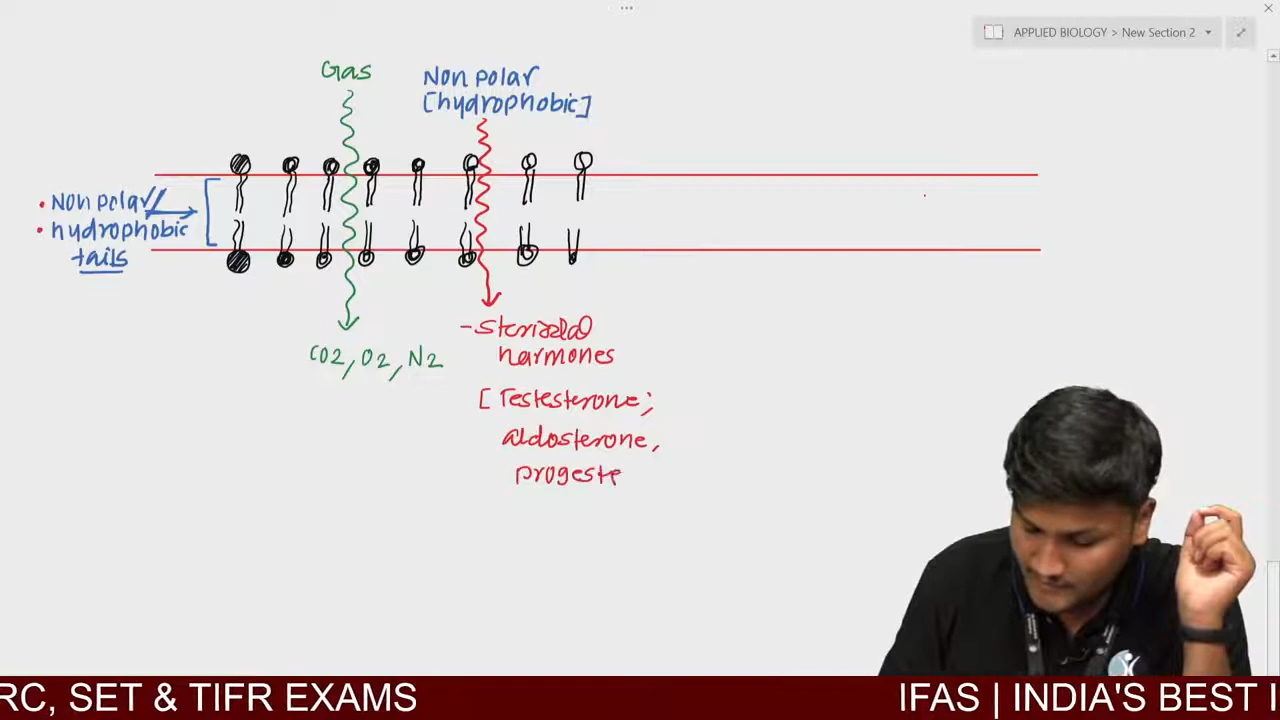 APPLIED BIOLOGY > New Section 2
Gas
Non polar
[hydrophobic]
Non polar
hydrophobic
tails
CO2, O2, N2
harmones
[Testesterone;
aldosterone,
progeste
RC, SET & TIFR EXAMS
IFAS | INDIA'S BEST I